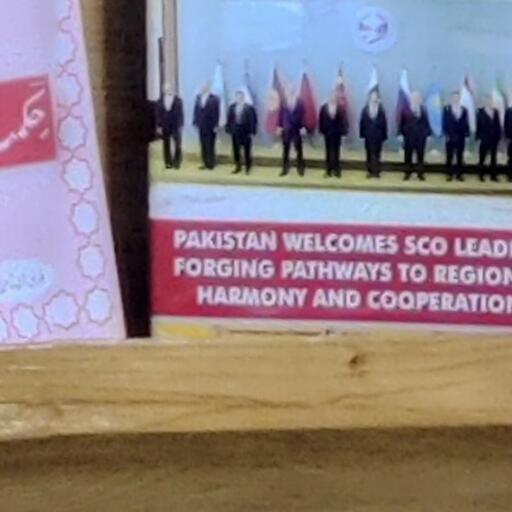 PAKISTAN WELCOMES SCO LEAD
FORGING PATHWAYS TO REGION
HARMONY AND COOPERATION